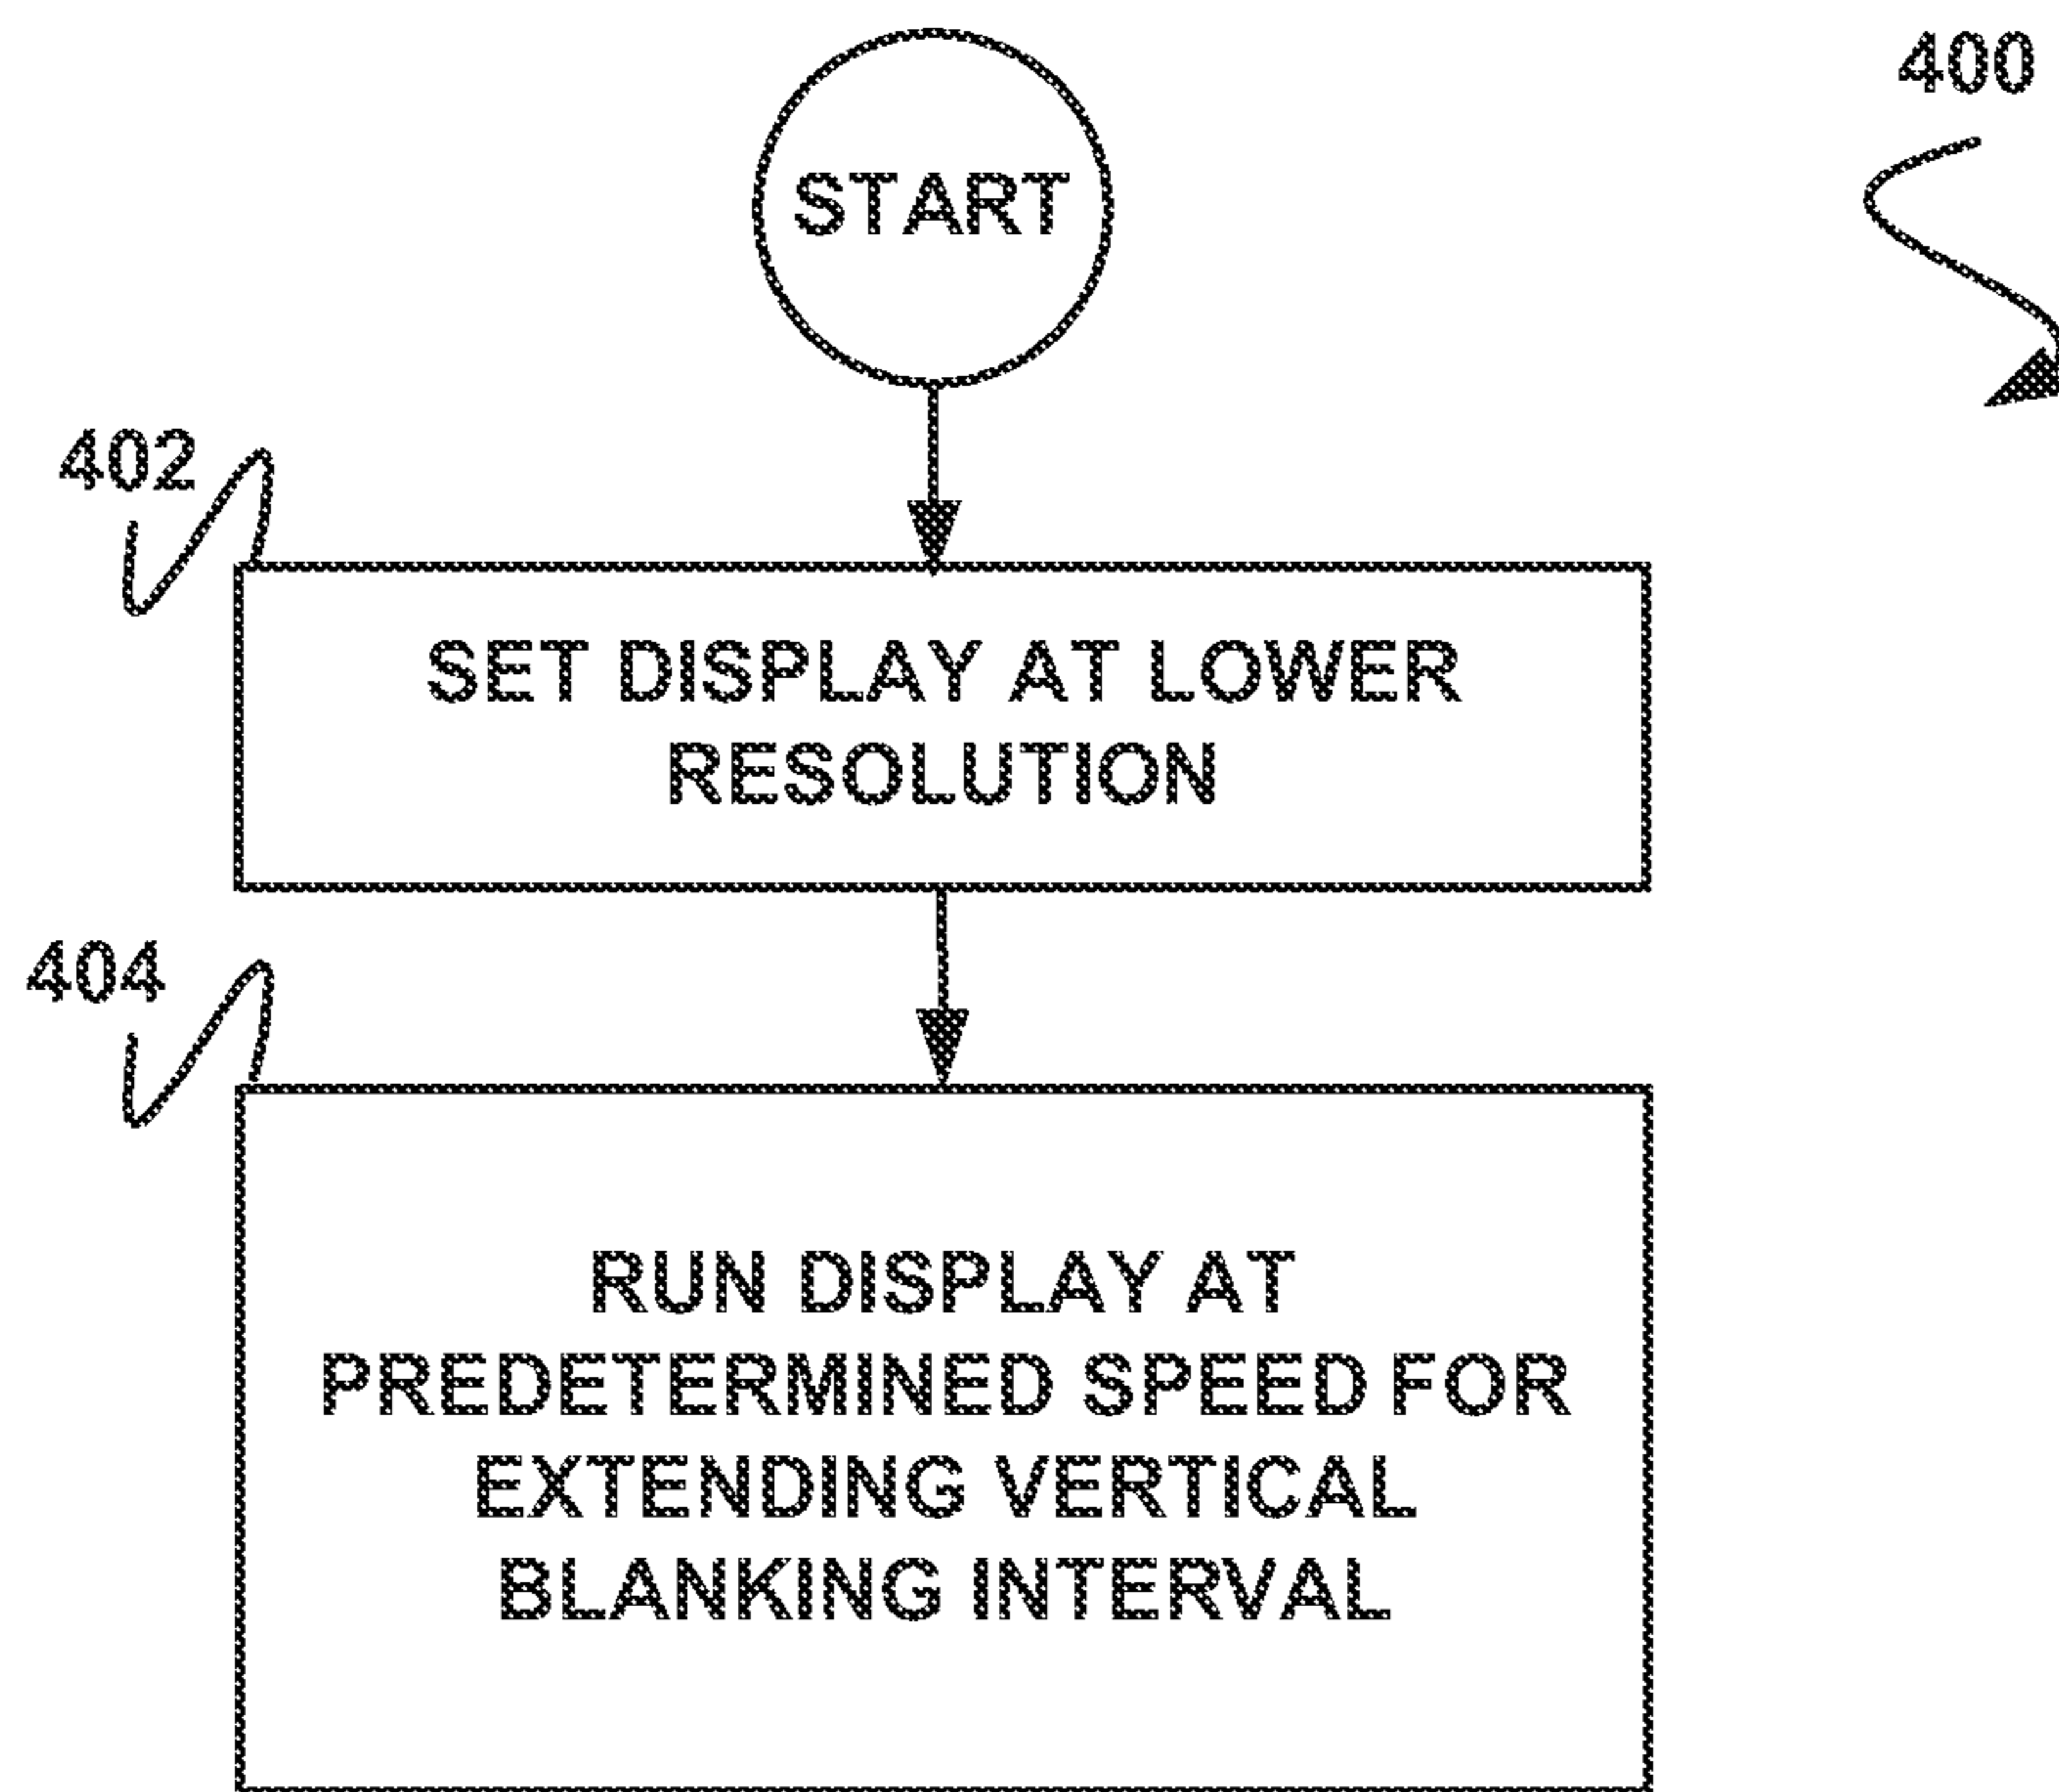 START
400
402
SET DISPLAY AT LOWER
RESOLUTION
404
RUN DISPLAY AT
PREDETERMINED SPEED FOR
EXTENDING VERTICAL
BLANKING INTERVAL